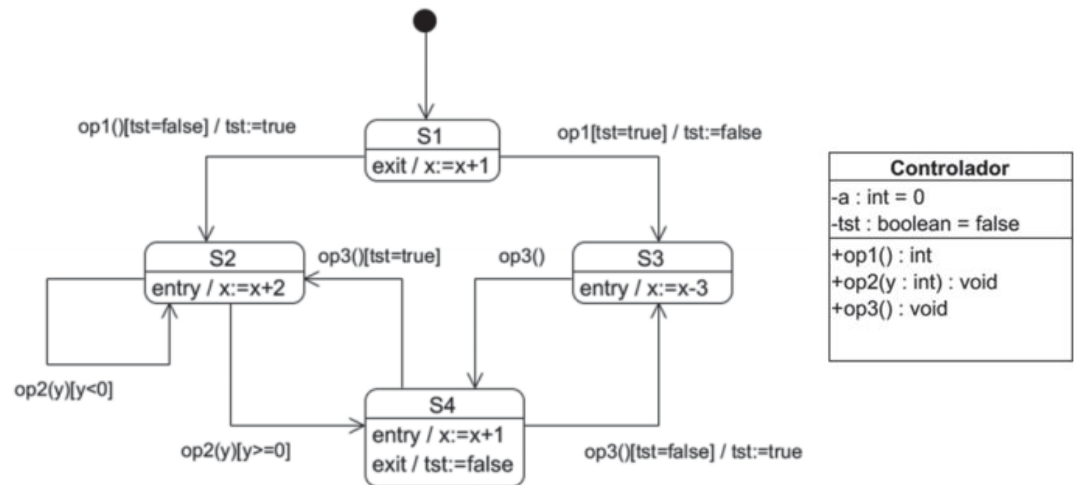 op1()[tst=false] / tst:=true
S1
exit / x:=x+1
op1[tst=true] / tst:=false
S2
entry / x:=x+2
op3()[tst=true]
op3()
S3
entry / x:=x-3
op2(y)[y<0]
op2(y)[y>=0]
S4
entry / x:=x+1
exit / tst:=false
op3()[tst=false] / tst:=true
Controlador
-a : int = 0
-tst : boolean = false
+op1() : int
+op2(y : int) : void
+op3() : void